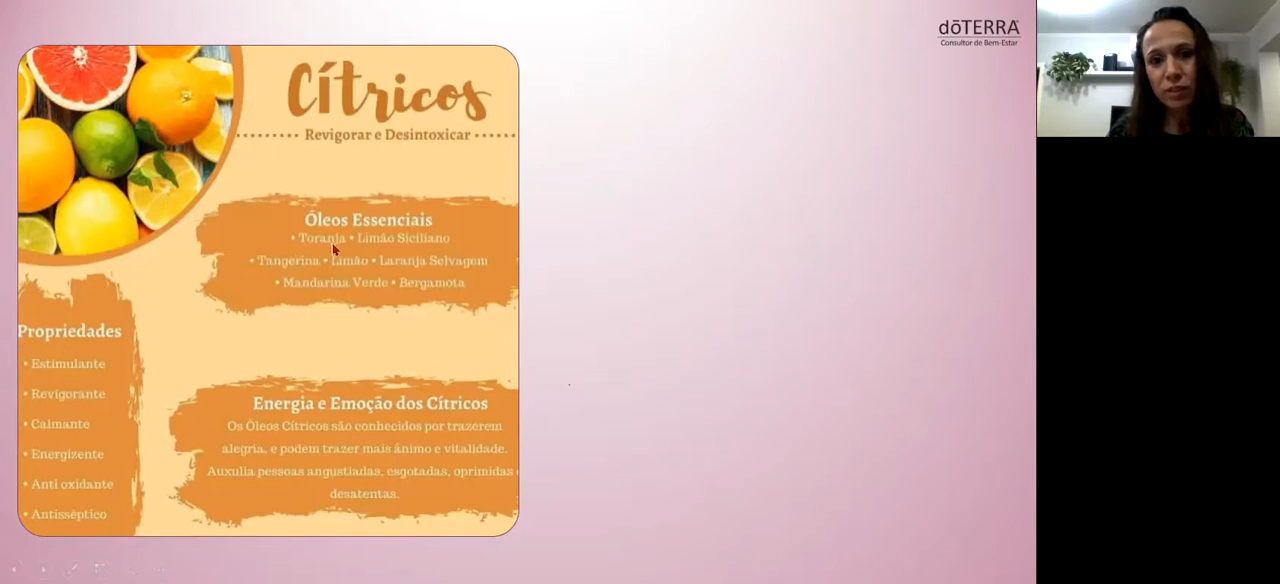 dōTERRA
Consultor de Bem-Estar
Cítricos
Revigorar e Desintoxicar
Óleos Essenciais
• Toranja • Limão Siciliano
• Tangerina • Limão • Laranja Selvagem
• Mandarina Verde • Bergamota
Propriedades
• Estimulante
• Revigorante
• Calmante
• Energizente
• Anti oxidante
• Antisséptico
Energia e Emoção dos Cítricos
Os Óleos Cítricos são conhecidos por trazerem
alegria, e podem trazer mais ânimo e vitalidade.
Auxulia pessoas angustiadas, esgotadas, oprimidas
desatentas.